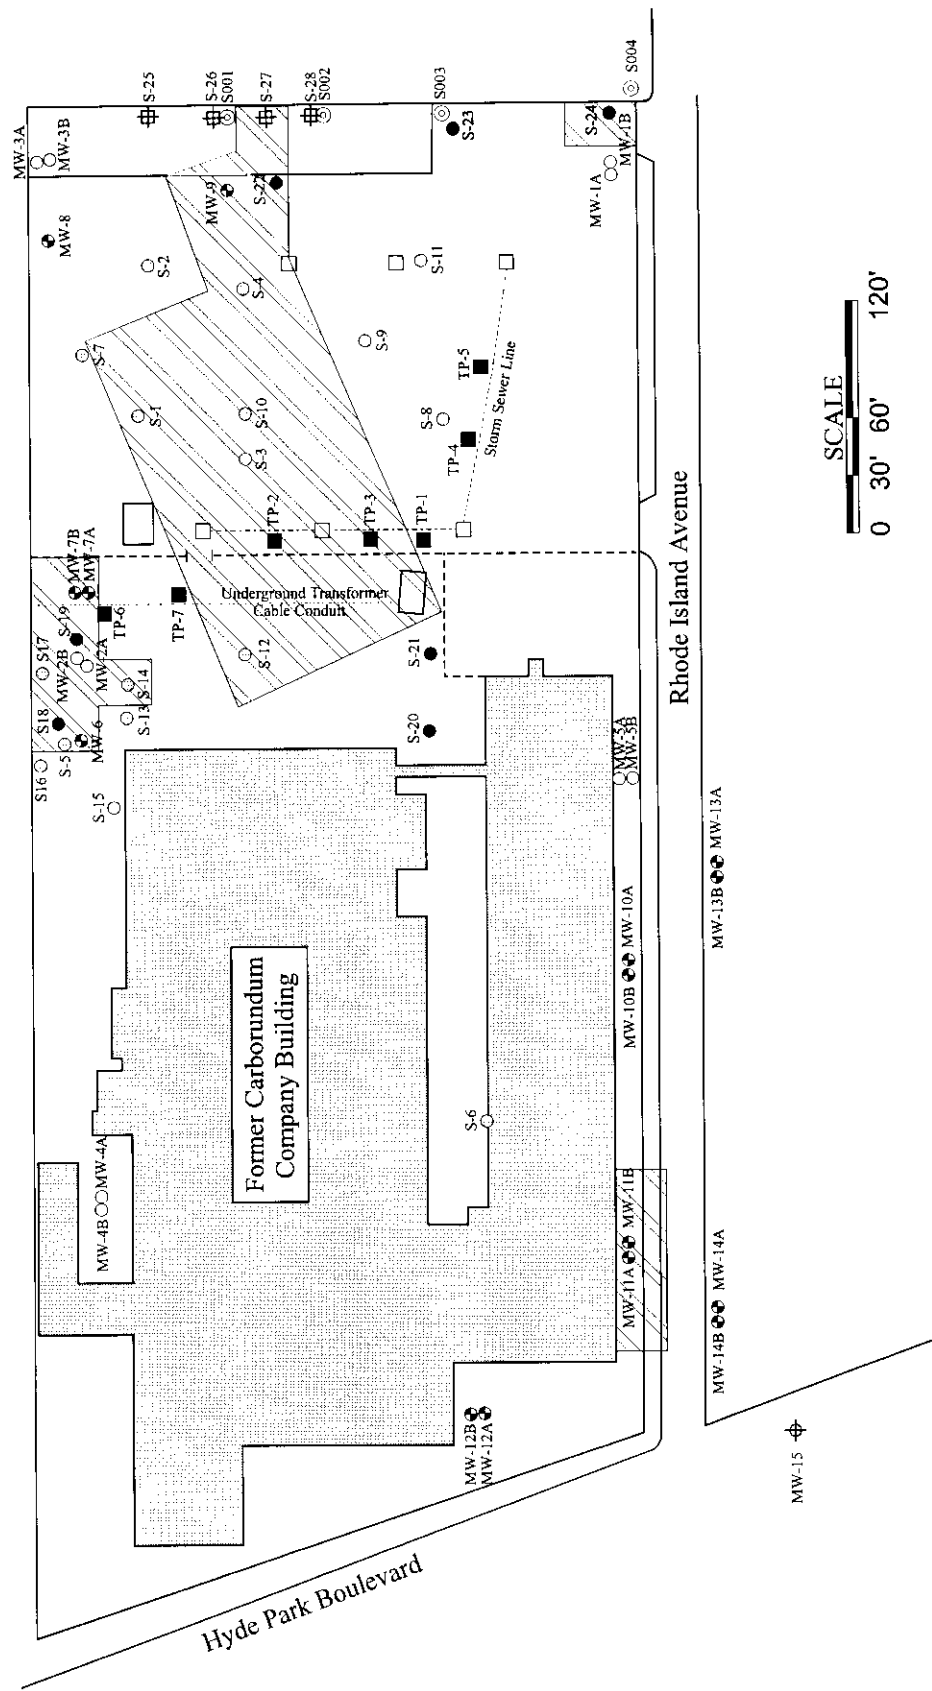 MW-3A
MW-3B
MW-8
S-25
S-26
S001
S-27
S-28
S002
S003
S-23
S004
S-24
MW-1B
MW-1A
MW-9
S-22
S-2
S-4
S-11
S-7
S-9
S-1
S-10
S-3
S-8
TP-5
TP-4
Storm Sewer Line
TP-2
TP-3
TP-1
MW-7B
MW-7A
S-19
TP-6
TP-7
Underground Transformer
Cable Conduit
S17
MW-2B
MW-2A
S-14
S-12
S-21
S18
S-13
S-5
MW-6
S16
S-15
S-20
MW-5A
MW-5B
Rhode Island Avenue
SCALE
0 30' 60' 120'
MW-13B MW-13A
MW-10B MW-10A
Former Carborundum
Company Building
S-6
MW-4B MW-4A
MW-11A MW-11B
MW-14B MW-14A
MW-12B
MW-12A
MW-15
Hyde Park Boulevard